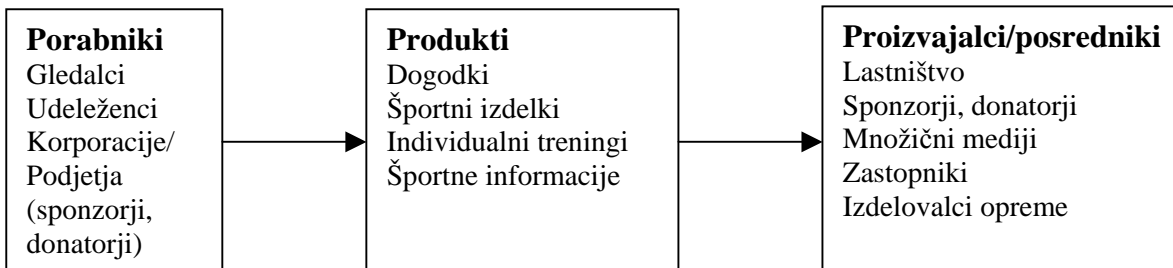 Porabniki
Gledalci
Udeleženci
Korporacije/
Podjetja
(sponzorji,
donatorji)
Produkti
Dogodki
Športni izdelki
Individualni treningi
Športne informacije
Proizvajalci/posredniki
Lastništvo
Sponzorji, donatorji
Množični mediji
Zastopniki
Izdelovalci opreme